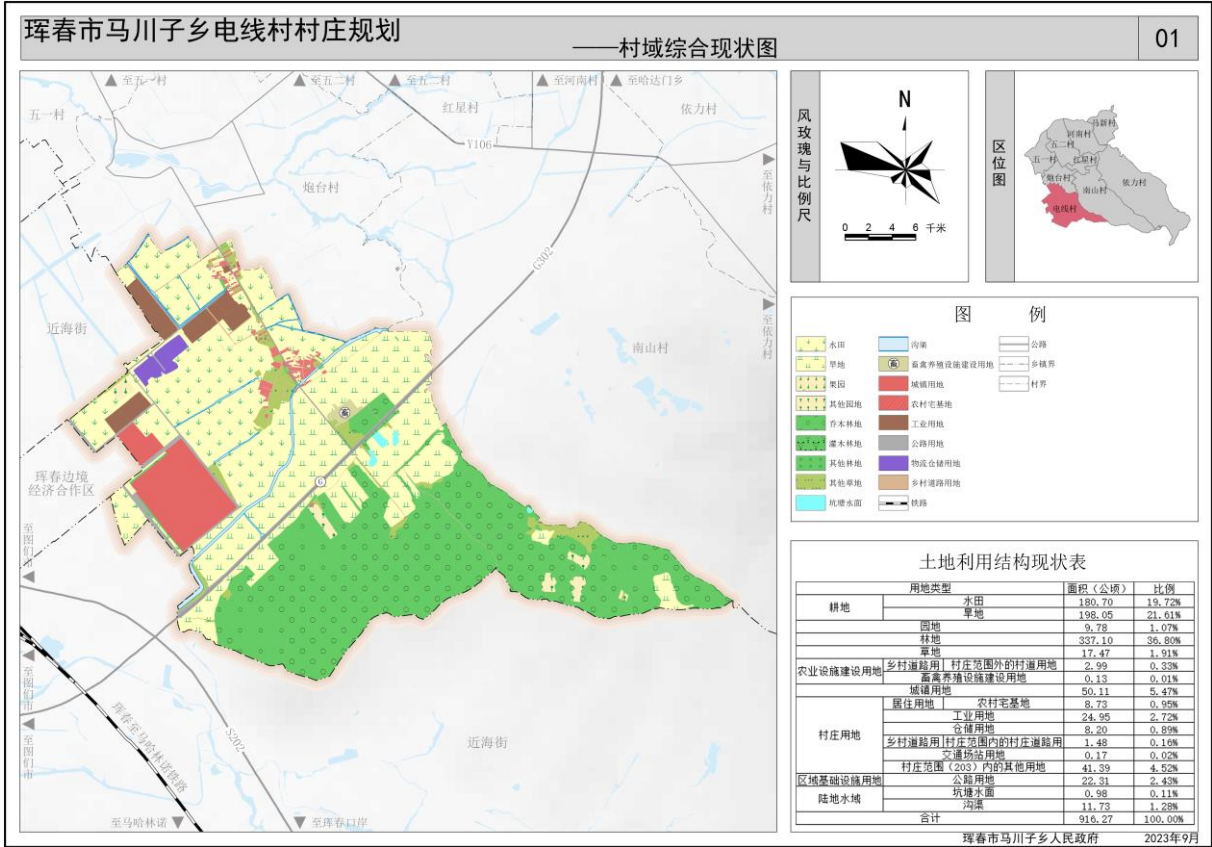 珲春市马川子乡电线村村庄规划
——村域综合现状图
01
至五一村
至五二村
至五二村
至河南村
至哈达门乡
五一村
红星村
依力村
Y106
炮台村
至依力村
G302
近海街
南山村
至依力村
珲春边境
经济合作区
至图们市
至图们市
珲春至马哈林诺铁路
S202
近海街
至马哈林诺
至珲春口岸
风玫瑰与比例尺
N
0 2 4 6 千米
区位图
马新村
河南村
五二村
五一村
红星村
炮台村
依力村
南山村
电线村
图 例
水田 沟渠 公路
旱地 畜 畜禽养殖设施建设用地 乡镇界
果园 城镇用地 村界
其他园地 农村宅基地
乔木林地 工业用地
灌木林地 公路用地
其他林地 物流仓储用地
其他草地 乡村道路用地
坑塘水面 铁路
土地利用结构现状表
用地类型 面积（公顷） 比例
耕地 水田 180.70 19.72%
旱地 198.05 21.61%
园地 9.78 1.07%
林地 337.10 36.80%
草地 17.47 1.91%
农业设施建设用地 乡村道路用 村庄范围外的村道用地 2.99 0.33%
畜禽养殖设施建设用地 0.13 0.01%
城镇用地 50.11 5.47%
村庄用地 居住用地 农村宅基地 8.73 0.95%
工业用地 24.95 2.72%
仓储用地 8.20 0.89%
乡村道路用 村庄范围内的村庄道路用 1.48 0.16%
交通场站用地 0.17 0.02%
村庄范围（203）内的其他用地 41.39 4.52%
区域基础设施用地 公路用地 22.31 2.43%
陆地水域 坑塘水面 0.98 0.11%
沟渠 11.73 1.28%
合计 916.27 100.00%
珲春市马川子乡人民政府 2023年9月